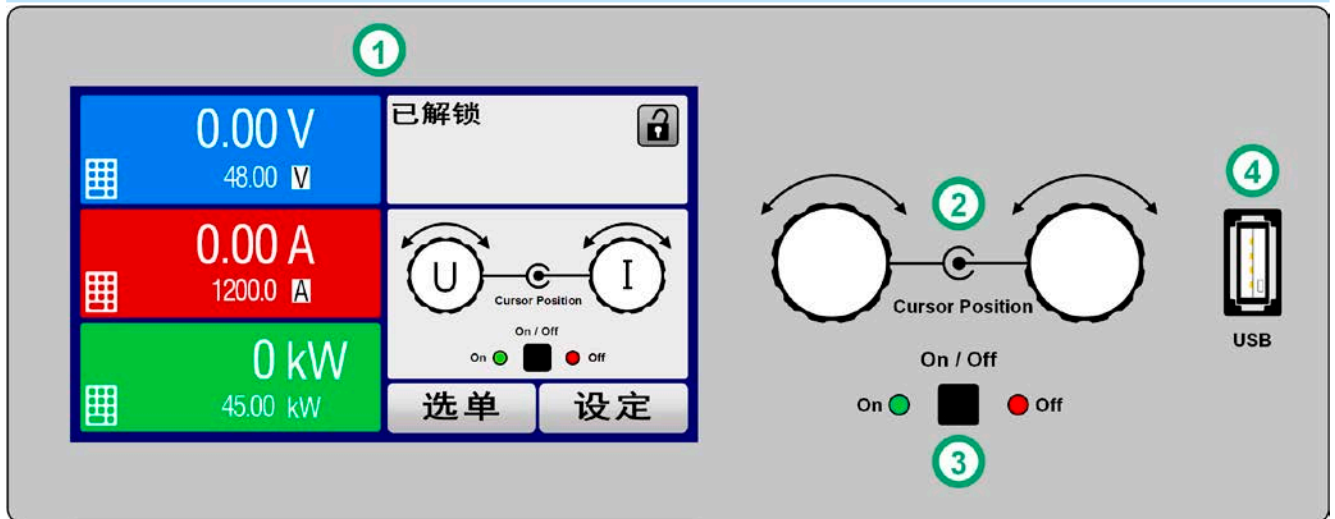 1
0.00 V
48.00 V
0.00 A
1200.0 A
0 kW
45.00 kW
已解锁
U
I
Cursor Position
On / Off
On
Off
选单
设定
2
Cursor Position
On / Off
On
Off
3
4
USB